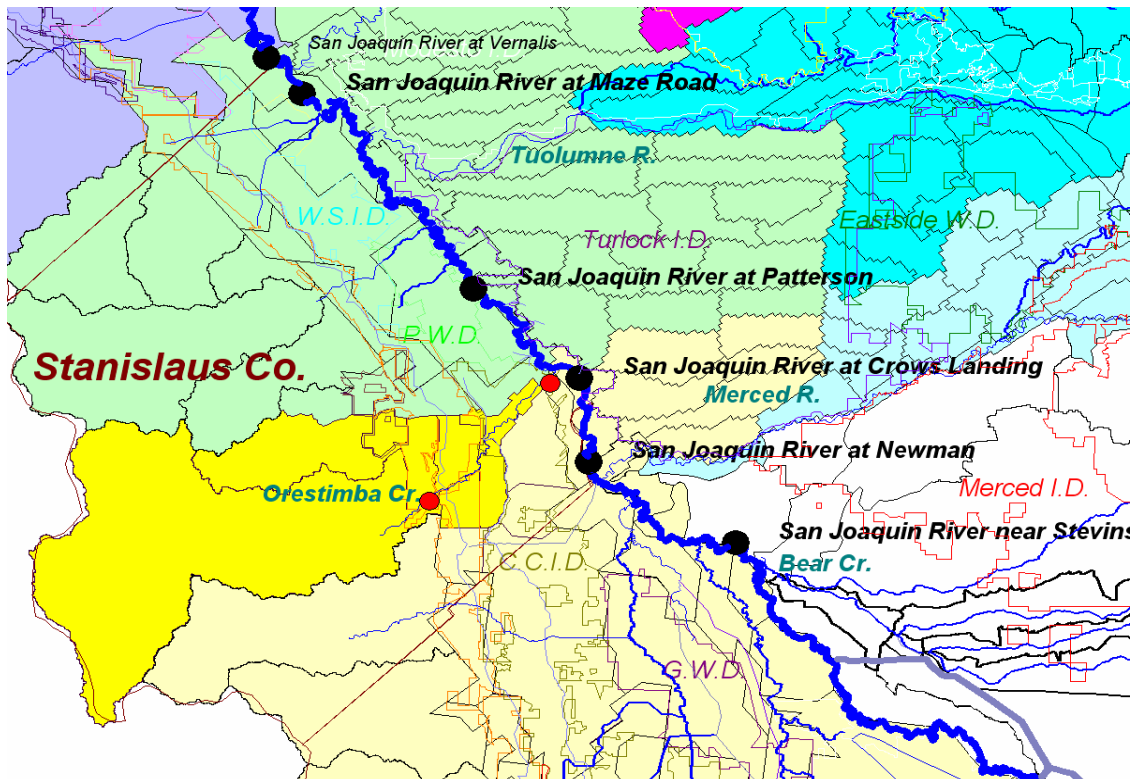 San Joaquin River at Vernalis
San Joaquin River at Maze Road
Tuolumne R.
W.S.I.D.
Eastside W.D.
Turlock I.D.
San Joaquin River at Patterson
P.W.D.
Stanislaus Co.
San Joaquin River at Crows Landing
Merced R.
San Joaquin River at Newman
Orestimba Cr.
Merced I.D.
San Joaquin River near Stevins
C.C.I.D.
Bear Cr.
G.W.D.